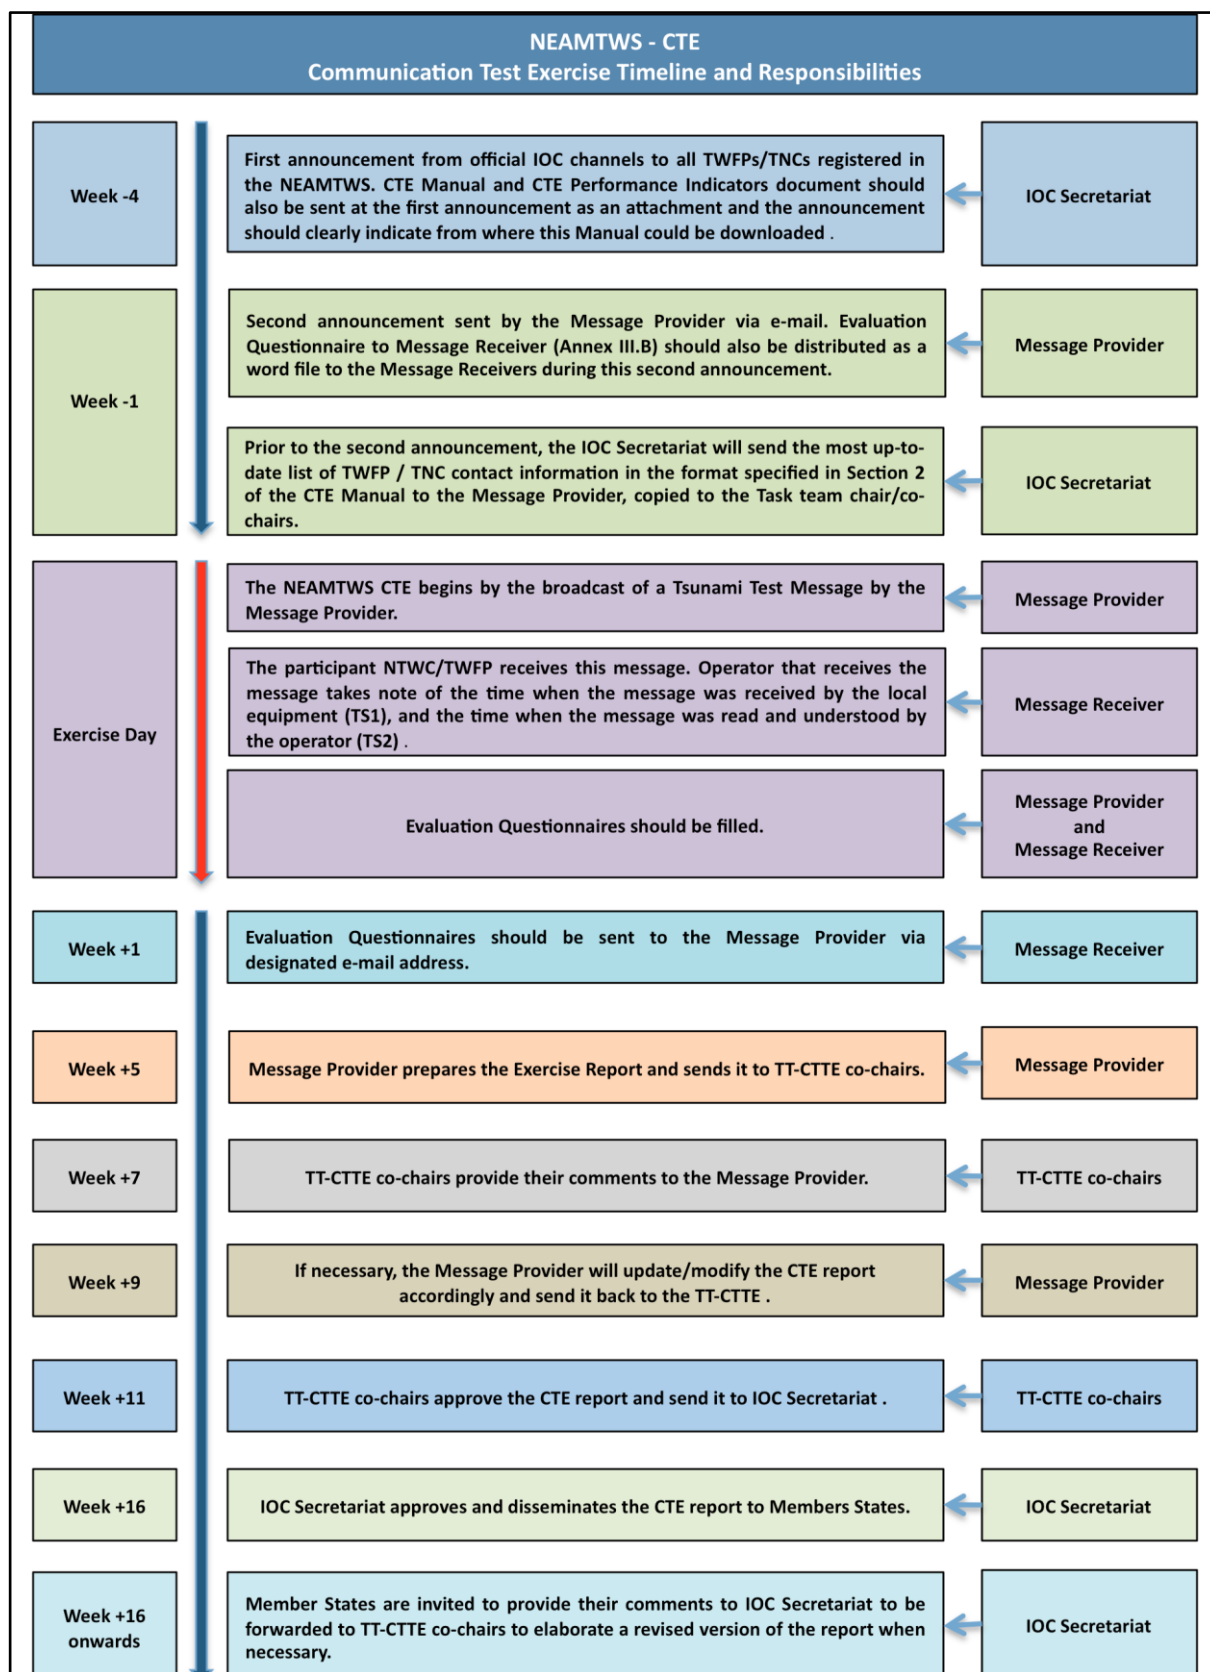 NEAMTWS - CTE
Communication Test Exercise Timeline and Responsibilities
Week -4
First announcement from official IOC channels to all TWFPs/TNCs registered in
the NEAMTWS. CTE Manual and CTE Performance Indicators document should
also be sent at the first announcement as an attachment and the announcement
should clearly indicate from where this Manual could be downloaded .
IOC Secretariat
Week -1
Second announcement sent by the Message Provider via e-mail. Evaluation
Questionnaire to Message Receiver (Annex III.B) should also be distributed as a
word file to the Message Receivers during this second announcement.
Message Provider
Prior to the second announcement, the IOC Secretariat will send the most up-to-
date list of TWFP / TNC contact information in the format specified in Section 2
of the CTE Manual to the Message Provider, copied to the Task team chair/co-
chairs.
IOC Secretariat
Exercise Day
The NEAMTWS CTE begins by the broadcast of a Tsunami Test Message by the
Message Provider.
Message Provider
The participant NTWC/TWFP receives this message. Operator that receives the
message takes note of the time when the message was received by the local
equipment (TS1), and the time when the message was read and understood by
the operator (TS2) .
Message Receiver
Evaluation Questionnaires should be filled.
Message Provider
and
Message Receiver
Week +1
Evaluation Questionnaires should be sent to the Message Provider via
designated e-mail address.
Message Receiver
Week +5
Message Provider prepares the Exercise Report and sends it to TT-CTTE co-chairs.
Message Provider
Week +7
TT-CTTE co-chairs provide their comments to the Message Provider.
TT-CTTE co-chairs
Week +9
If necessary, the Message Provider will update/modify the CTE report
accordingly and send it back to the TT-CTTE .
Message Provider
Week +11
TT-CTTE co-chairs approve the CTE report and send it to IOC Secretariat .
TT-CTTE co-chairs
Week +16
IOC Secretariat approves and disseminates the CTE report to Members States.
IOC Secretariat
Week +16
onwards
Member States are invited to provide their comments to IOC Secretariat to be
forwarded to TT-CTTE co-chairs to elaborate a revised version of the report when
necessary.
IOC Secretariat